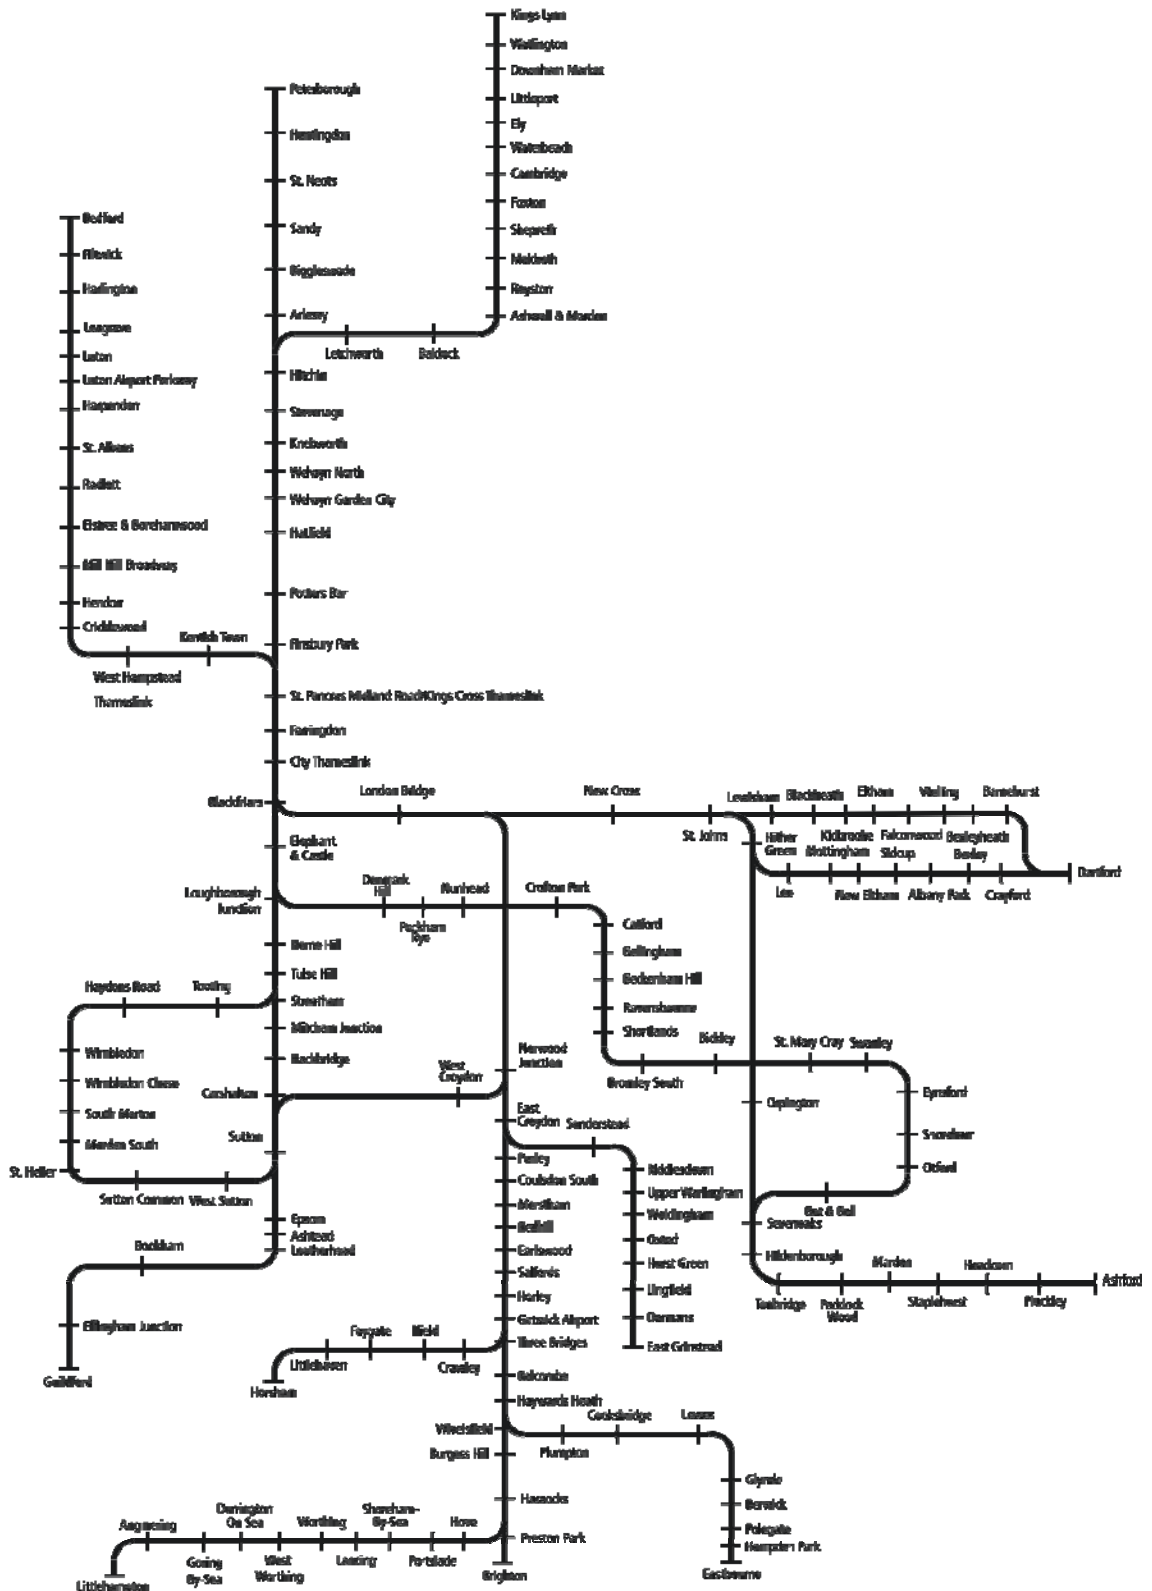 Kings Lynn
Watlington
Downham Market
Littleport
Ely
Waterbeach
Cambridge
Foxton
Shepreth
Meldreth
Royston
Ashwell & Morden
Baldock
Letchworth
Peterborough
Huntingdon
St. Neots
Sandy
Biggleswade
Arlesey
Hitchin
Stevenage
Knebworth
Welwyn North
Welwyn Garden City
Hatfield
Potters Bar
Finsbury Park
Bedford
Flitwick
Harlington
Leagrave
Luton
Luton Airport Parkway
Harpenden
St. Albans
Radlett
Elstree & Borehamwood
Mill Hill Broadway
Hendon
Cricklewood
West Hampstead
Thameslink
Kentish Town
St. Pancras Midland Road/Kings Cross Thameslink
Farringdon
City Thameslink
Blackfriars
London Bridge
New Cross
St. Johns
Lewisham
Blackheath
Kidbrooke
Eltham
Falconwood
Welling
Bexleyheath
Barnehurst
Hither
Green
Lee
Mottingham
New Eltham
Sidcup
Albany Park
Bexley
Crayford
Dartford
Elephant
& Castle
Loughborough
Junction
Denmark
Hill
Peckham
Rye
Nunhead
Crofton Park
Catford
Bellingham
Beckenham Hill
Ravensbourne
Shortlands
Bromley South
Bickley
St. Mary Cray
Swanley
Eynsford
Shoreham
Otford
Bat & Ball
Sevenoaks
Orpington
Hildenborough
Tonbridge
Paddock
Wood
Marden
Staplehurst
Headcorn
Pluckley
Ashford
Herne Hill
Tulse Hill
Streatham
Mitcham Junction
Hackbridge
Carshalton
Sutton
Tooting
Haydons Road
Wimbledon
Wimbledon Chase
South Merton
Morden South
St. Helier
Sutton Common
West Sutton
Epsom
Ashtead
Leatherhead
Bookham
Effingham Junction
Guildford
West
Croydon
Norwood
Junction
East
Croydon
Sanderstead
Riddlesdown
Upper Warlingham
Woldingham
Oxted
Hurst Green
Lingfield
Dormans
East Grinstead
Purley
Coulsdon South
Merstham
Redhill
Earlswood
Salfords
Horley
Gatwick Airport
Three Bridges
Crawley
Ifield
Faygate
Littlehaven
Horsham
Balcombe
Haywards Heath
Wivelsfield
Burgess Hill
Hassocks
Preston Park
Brighton
Plumpton
Cooksbridge
Lewes
Glynde
Berwick
Polegate
Hampden Park
Eastbourne
Hove
Portslade
Shoreham-
By-Sea
Lancing
Worthing
West
Worthing
Durrington
On Sea
Goring
By-Sea
Angmering
Littlehampton